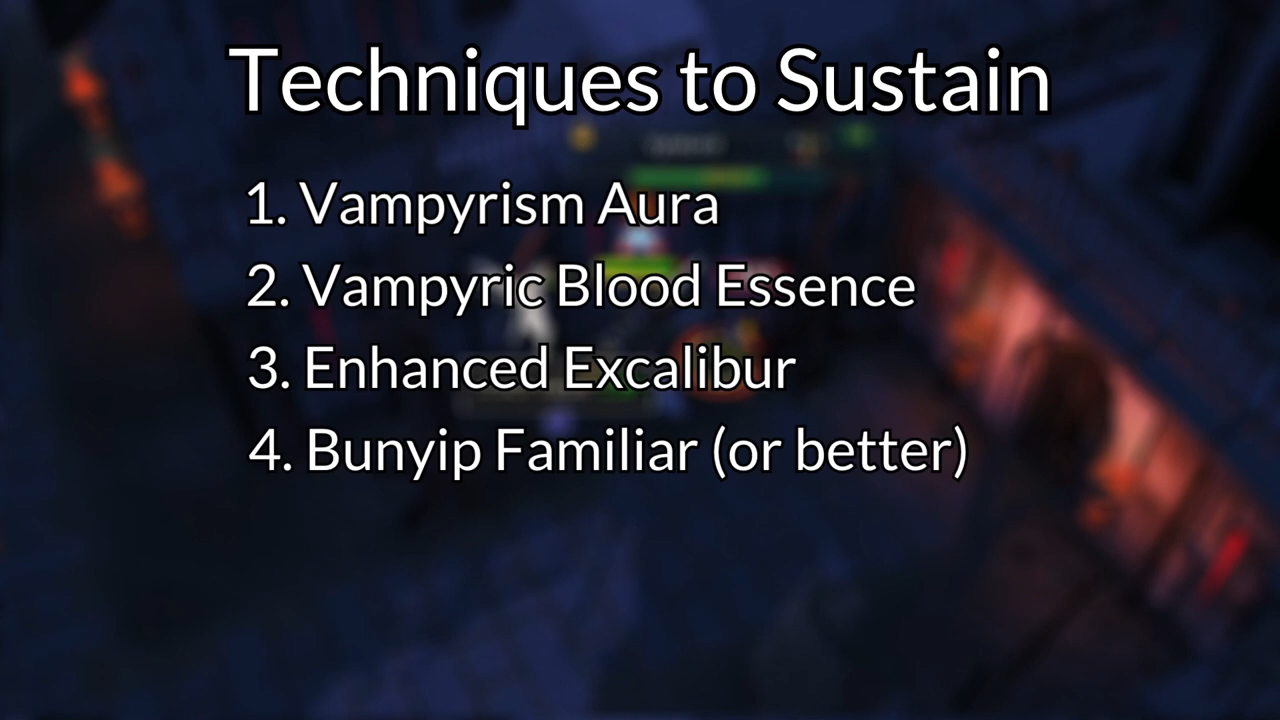 Techniques to Sustain
1. Vampyrism Aura
2. Vampyric Blood Essence
3. Enhanced Excalibur
4. Bunyip Familiar (or better)